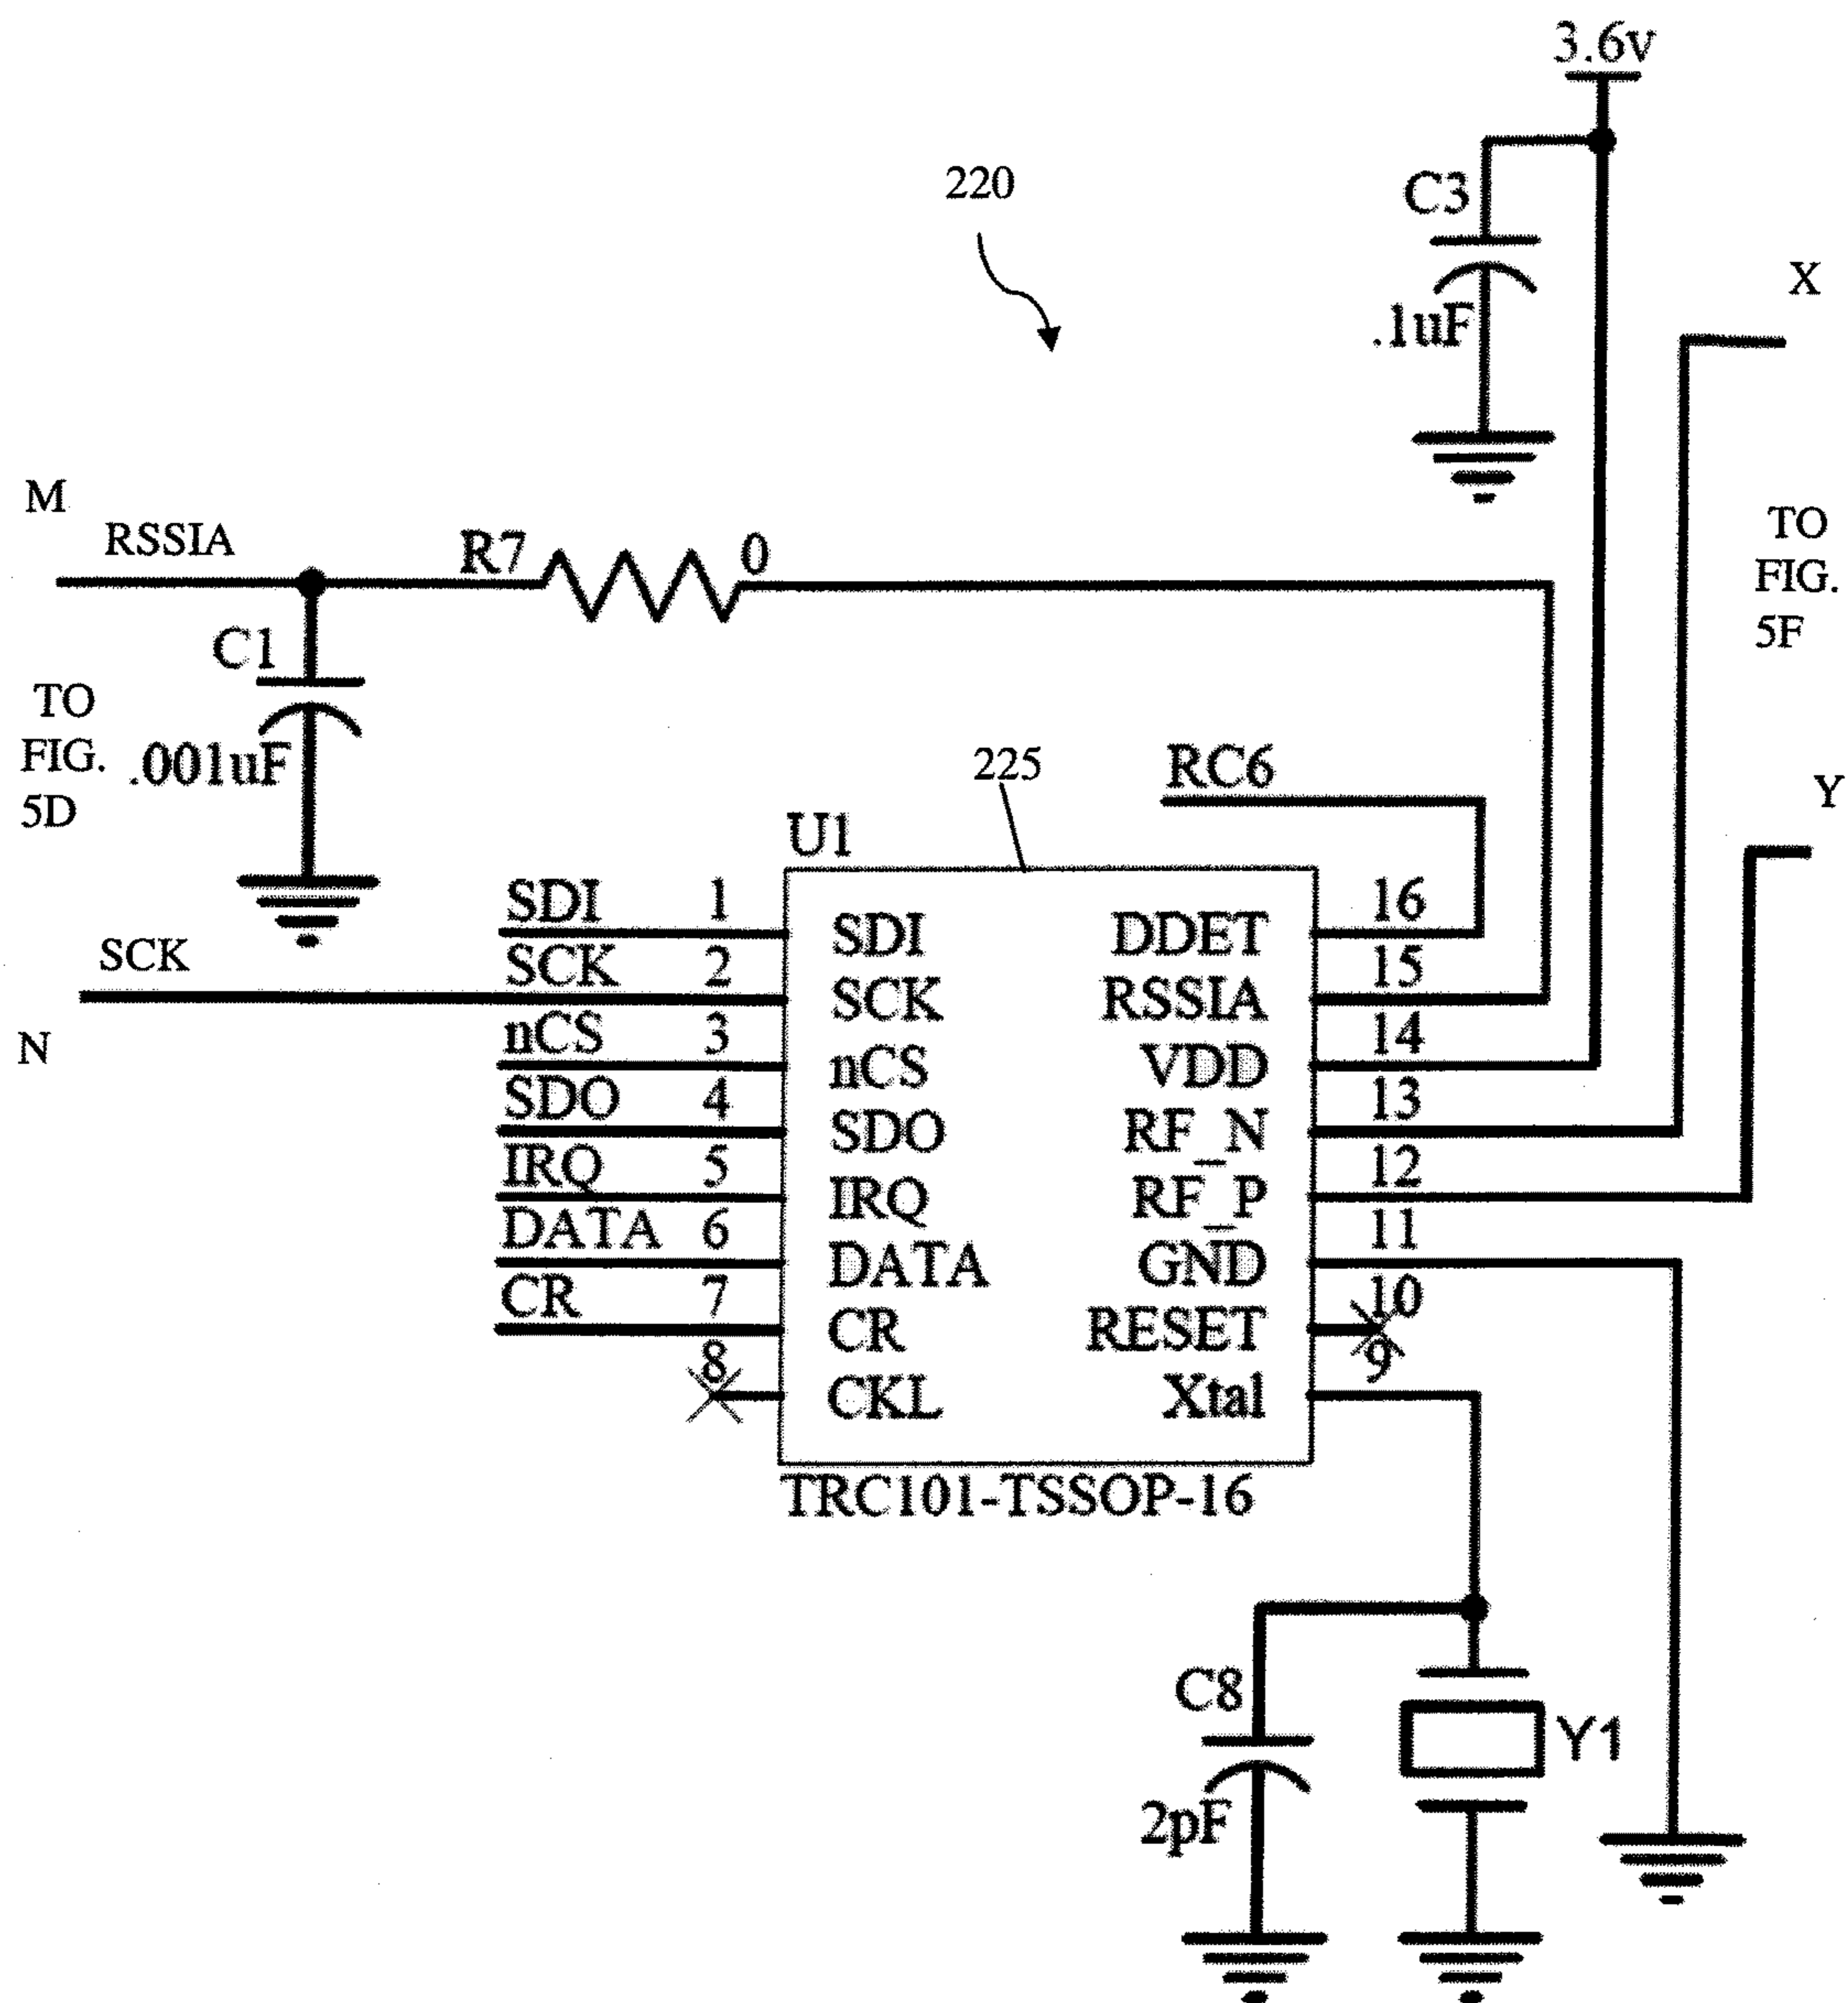 3.6v
220
C3
.1uF
X
M
RSSIA
R7
0
TO
FIG.
5F
C1
.001uF
TO
FIG.
5D
RC6
225
Y
U1
SDI 1 SDI DDET 16
SCK
SCK 2 SCK RSSIA 15
N
nCS 3 nCS VDD 14
SDO 4 SDO RF_N 13
IRQ 5 IRQ RF_P 12
DATA 6 DATA GND 11
CR 7 CR RESET 10
8 CKL Xtal 9
TRC101-TSSOP-16
C8
2pF
Y1